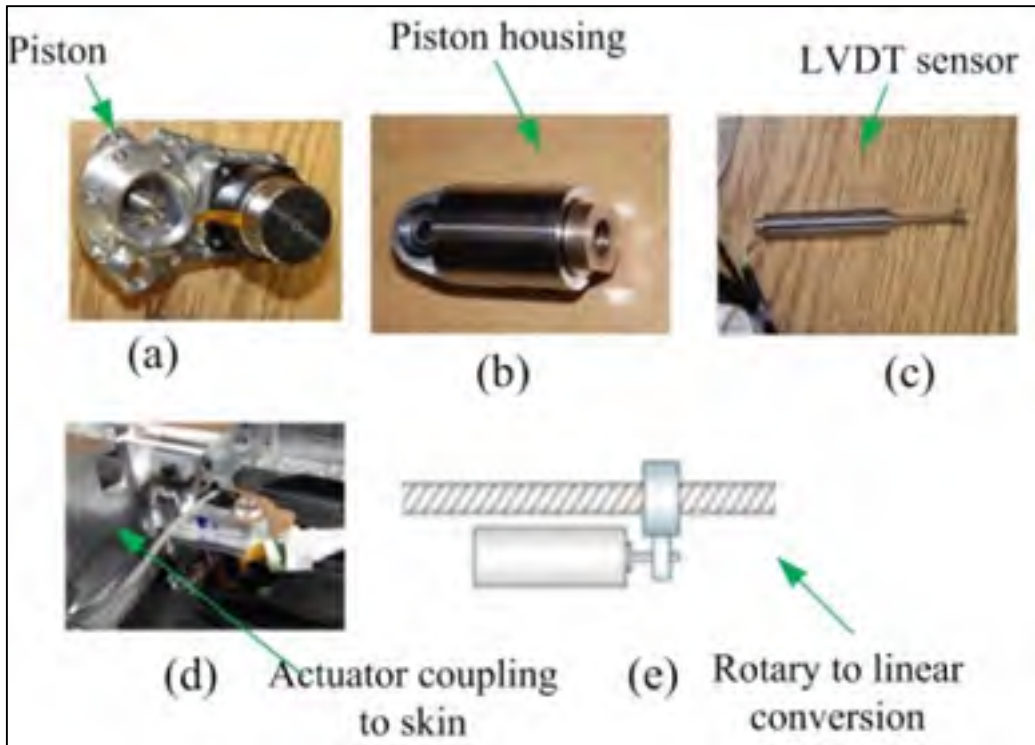 Piston
Piston housing
LVDT sensor
(a)
(b)
(c)
(d)
Actuator coupling
to skin
(e)
Rotary to linear
conversion